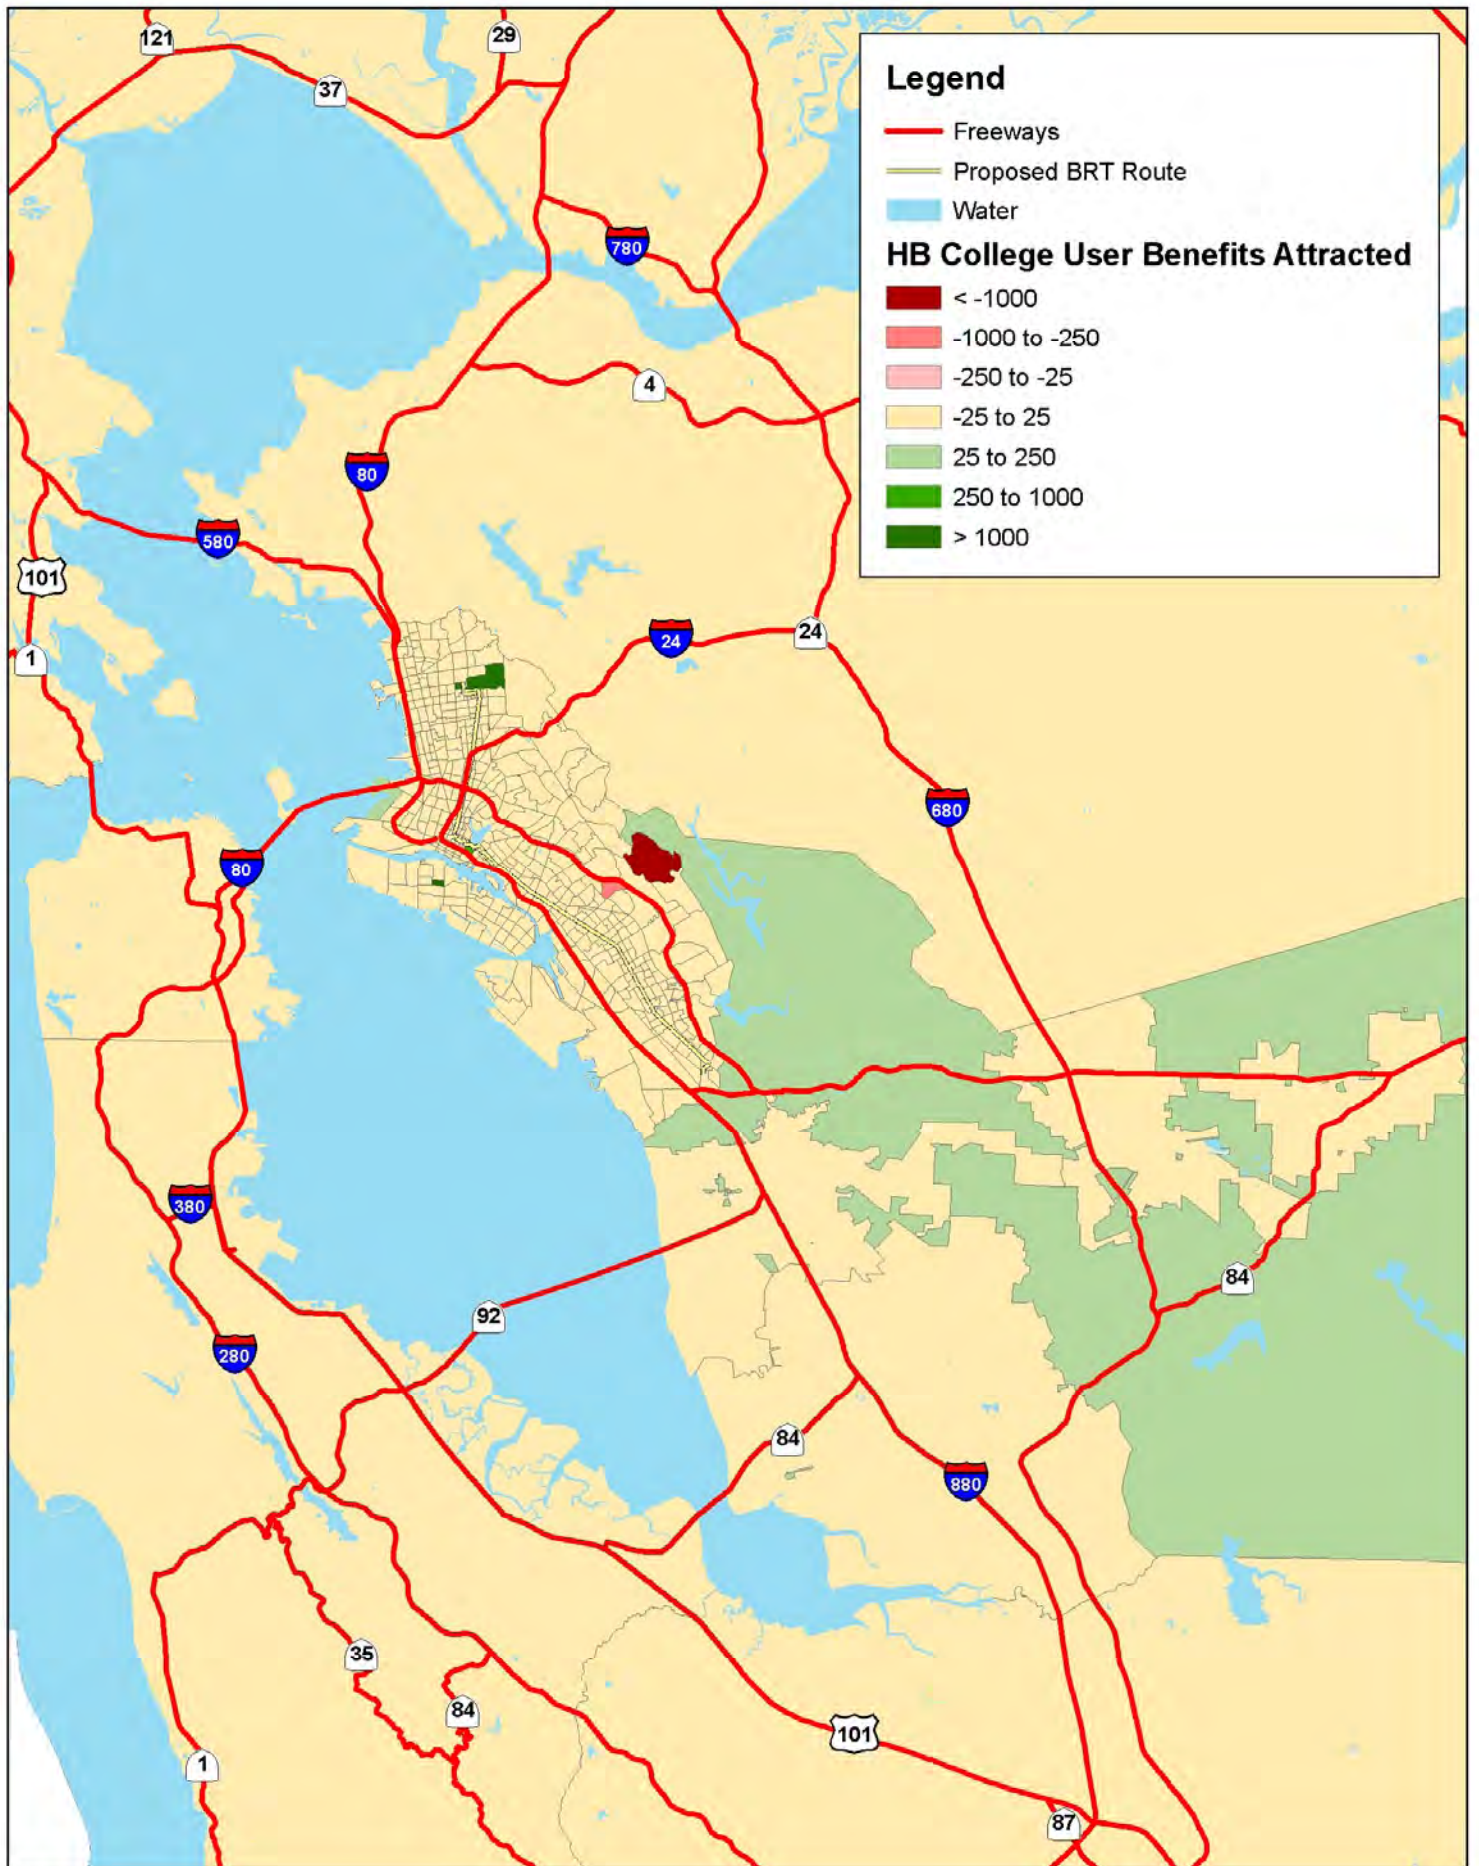 121
29
37
Legend
Freeways
Proposed BRT Route
Water
HB College User Benefits Attracted
< -1000
-1000 to -250
-250 to -25
-25 to 25
25 to 250
250 to 1000
> 1000
780
4
80
580
101
24
24
1
680
80
380
84
92
280
84
880
35
84
101
1
87